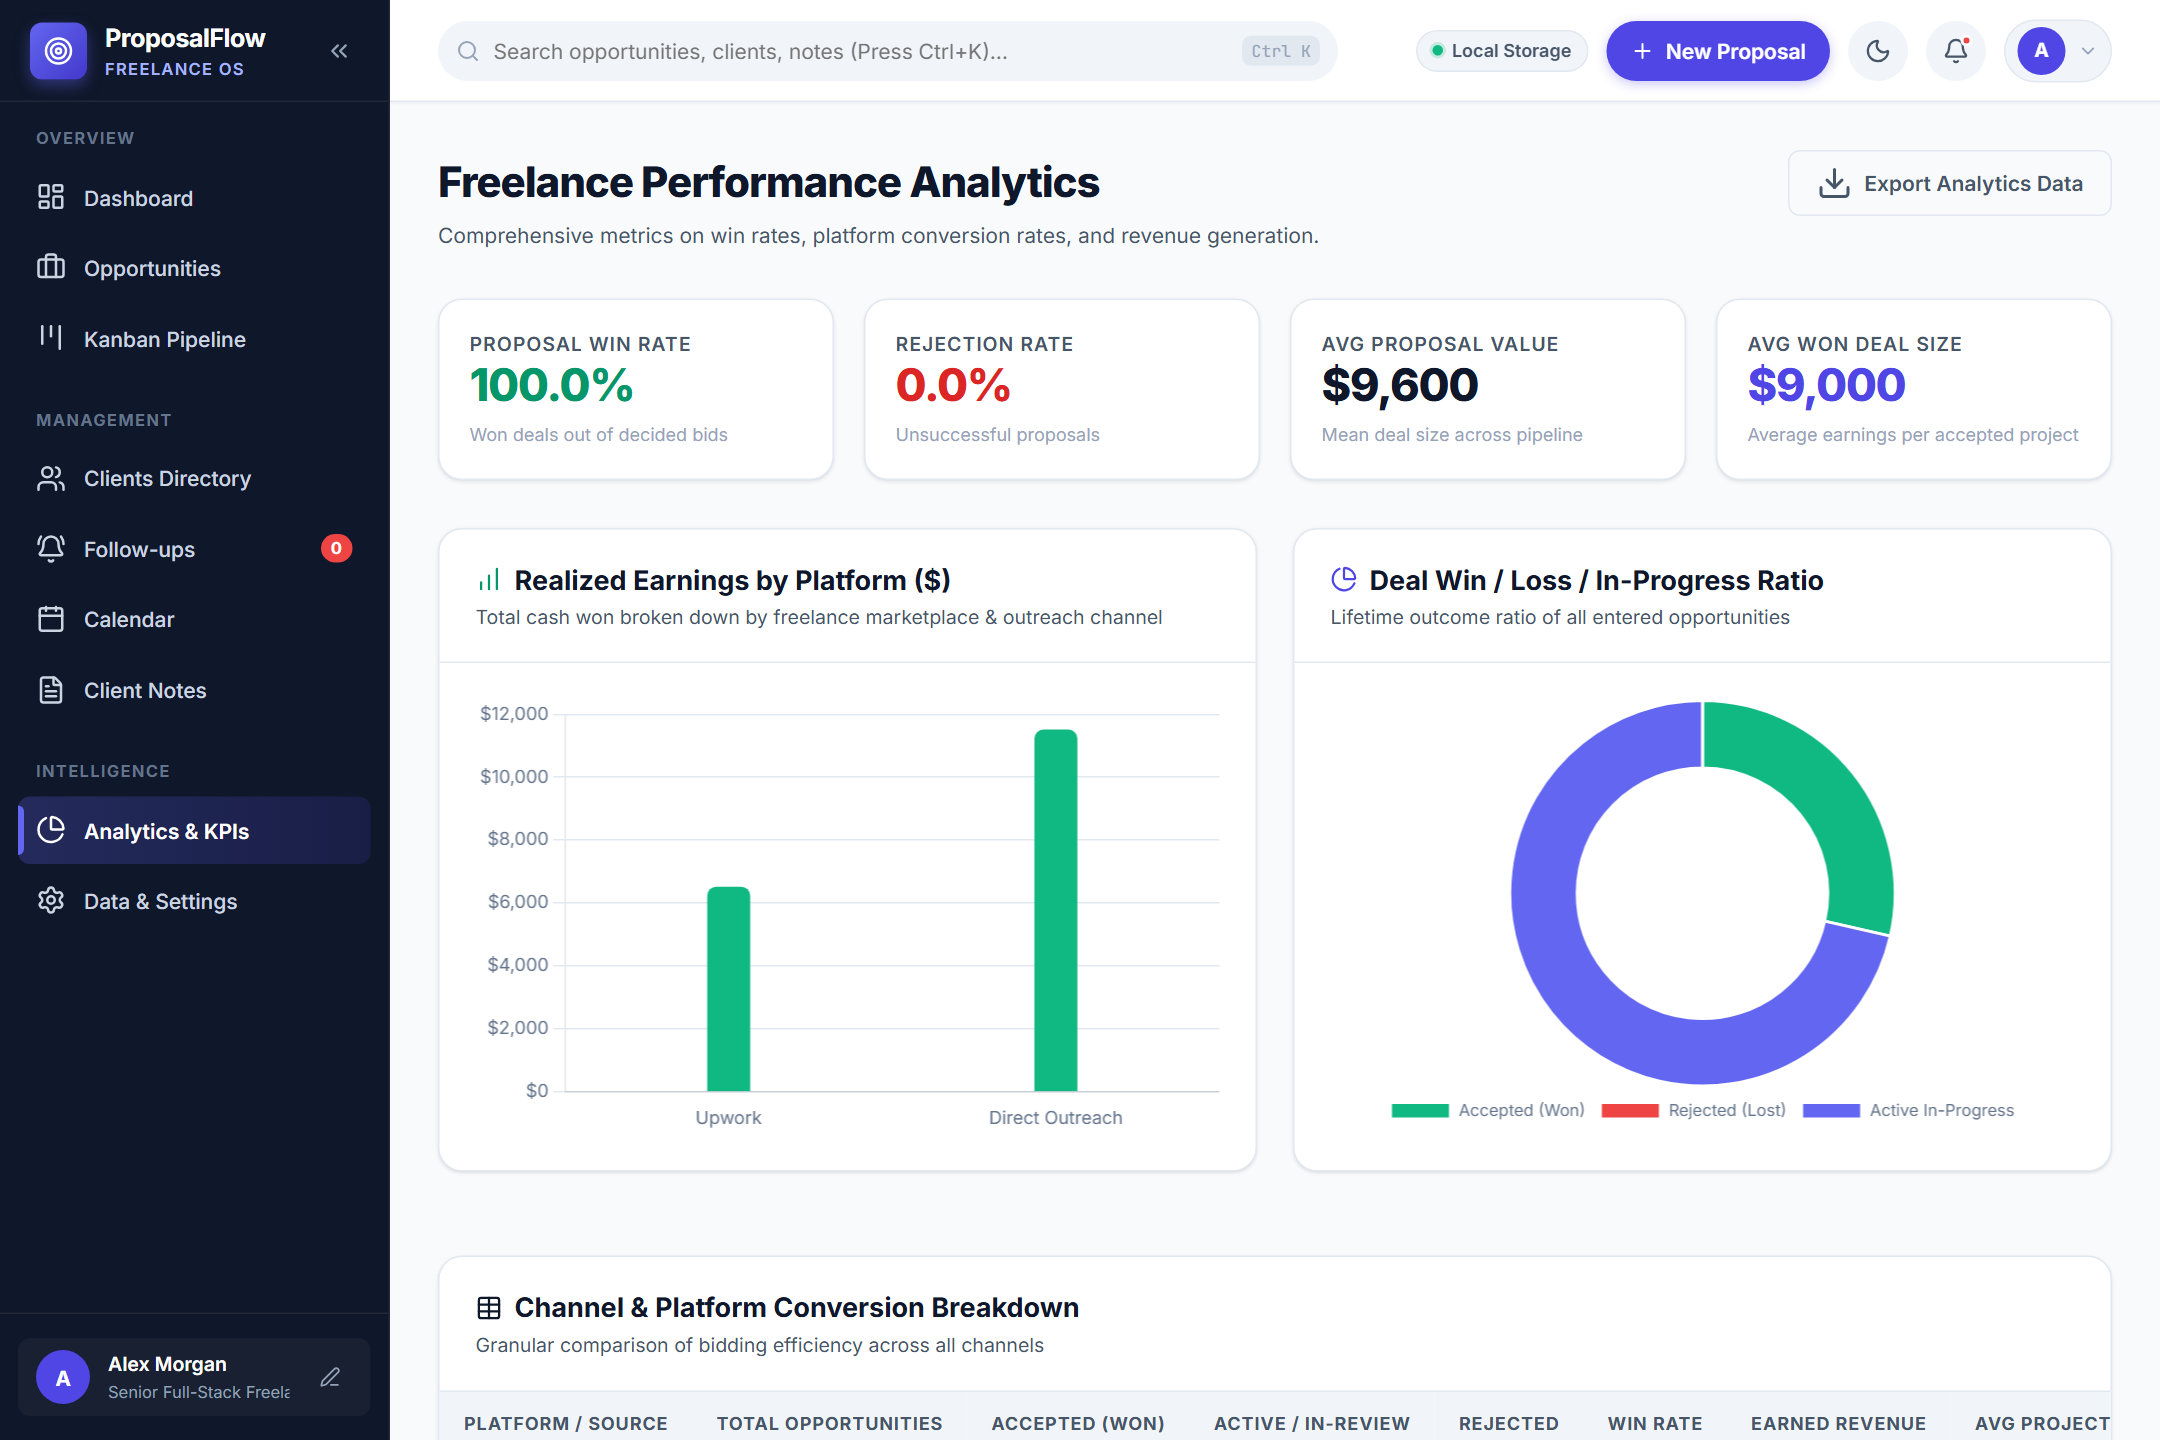 ProposalFlow
FREELANCE OS
OVERVIEW
Dashboard
Opportunities
Kanban Pipeline
MANAGEMENT
Clients Directory
Follow-ups 0
Calendar
Client Notes
INTELLIGENCE
Analytics & KPIs
Data & Settings
A
Alex Morgan
Senior Full-Stack Freela
Search opportunities, clients, notes (Press Ctrl+K)... Ctrl K
Local Storage
+ New Proposal
A
Freelance Performance Analytics
Comprehensive metrics on win rates, platform conversion rates, and revenue generation.
Export Analytics Data
PROPOSAL WIN RATE
100.0%
Won deals out of decided bids
REJECTION RATE
0.0%
Unsuccessful proposals
AVG PROPOSAL VALUE
$9,600
Mean deal size across pipeline
AVG WON DEAL SIZE
$9,000
Average earnings per accepted project
Realized Earnings by Platform ($)
Total cash won broken down by freelance marketplace & outreach channel
$12,000
$10,000
$8,000
$6,000
$4,000
$2,000
$0
Upwork Direct Outreach
Deal Win / Loss / In-Progress Ratio
Lifetime outcome ratio of all entered opportunities
Accepted (Won) Rejected (Lost) Active In-Progress
Channel & Platform Conversion Breakdown
Granular comparison of bidding efficiency across all channels
PLATFORM / SOURCE TOTAL OPPORTUNITIES ACCEPTED (WON) ACTIVE / IN-REVIEW REJECTED WIN RATE EARNED REVENUE AVG PROJECT